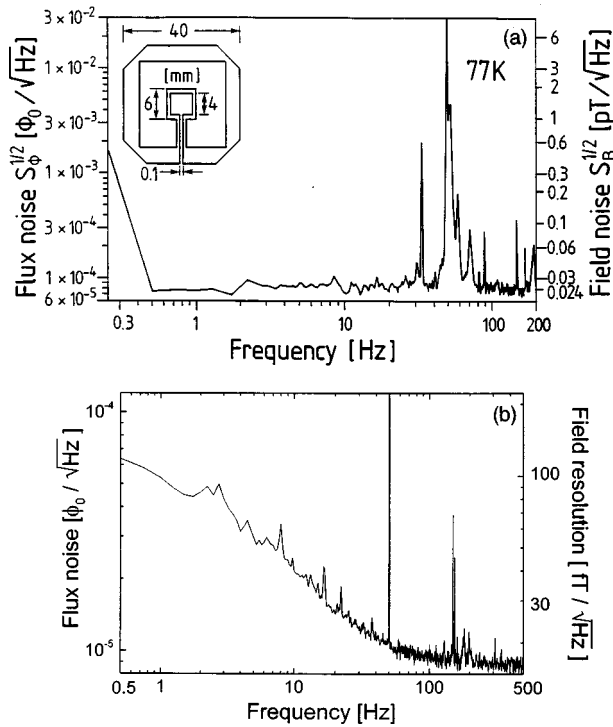 3 × 10⁻²
(a)
77K
40
[mm]
6
4
0.1
10⁻²
3 × 10⁻³
10⁻³
3 × 10⁻⁴
10⁻⁴
6 × 10⁻⁵
Flux noise S_Φ^{1/2} [Φ₀/√Hz]
6
3
2
1
0.6
0.3
0.2
0.1
0.06
0.03
0.024
Field noise S_B^{1/2} [pT/√Hz]
0.3 1 3 10 30 100 200
Frequency [Hz]
(b)
10⁻⁴
10⁻⁵
Flux noise [ϕ₀ / √Hz]
100
30
Field resolution [ fT / √Hz]
0.5 1 10 100 500
Frequency [Hz]